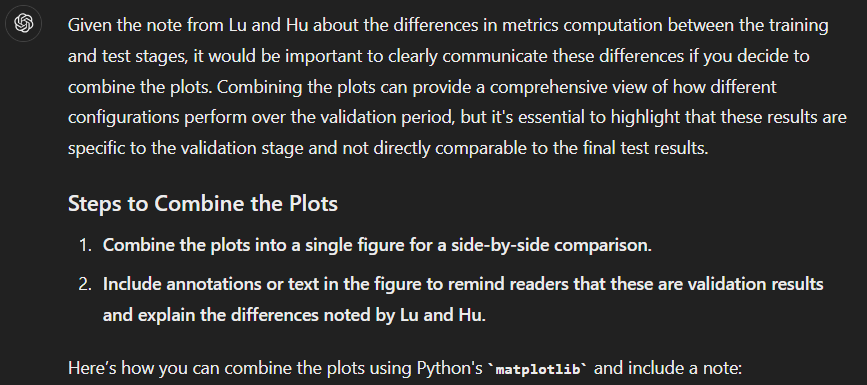 Given the note from Lu and Hu about the differences in metrics computation between the training
and test stages, it would be important to clearly communicate these differences if you decide to
combine the plots. Combining the plots can provide a comprehensive view of how different
configurations perform over the validation period, but it's essential to highlight that these results are
specific to the validation stage and not directly comparable to the final test results.
Steps to Combine the Plots
1. Combine the plots into a single figure for a side-by-side comparison.
2. Include annotations or text in the figure to remind readers that these are validation results
and explain the differences noted by Lu and Hu.
Here’s how you can combine the plots using Python's `matplotlib` and include a note: